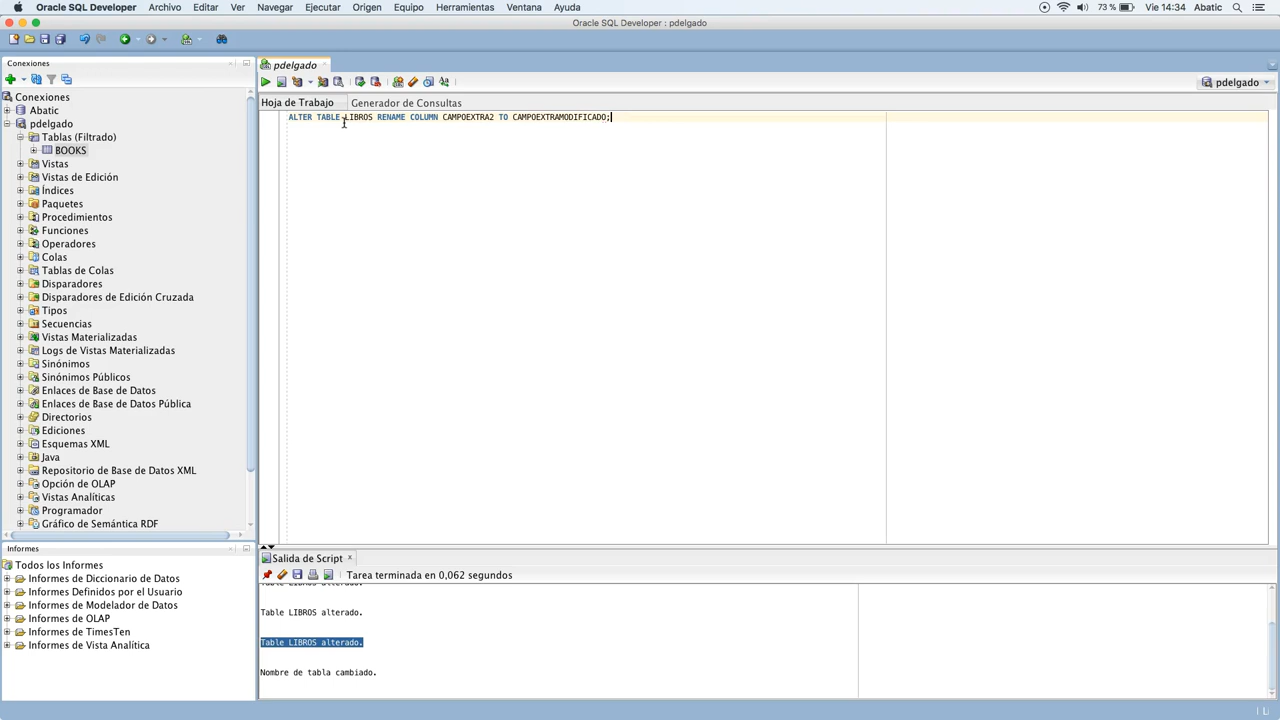 Oracle SQL Developer Archivo Editar Ver Navegar Ejecutar Origen Equipo Herramientas Ventana Ayuda 73 % Vie 14:34 Abatic
Oracle SQL Developer : pdelgado
Conexiones
pdelgado
pdelgado
Hoja de Trabajo Generador de Consultas
ALTER TABLE LIBROS RENAME COLUMN CAMPOEXTRA2 TO CAMPOEXTRAMODIFICADO;
Conexiones
Abatic
pdelgado
Tablas (Filtrado)
BOOKS
Vistas
Vistas de Edición
Índices
Paquetes
Procedimientos
Funciones
Operadores
Colas
Tablas de Colas
Disparadores
Disparadores de Edición Cruzada
Tipos
Secuencias
Vistas Materializadas
Logs de Vistas Materializadas
Sinónimos
Sinónimos Públicos
Enlaces de Base de Datos
Enlaces de Base de Datos Pública
Directorios
Ediciones
Esquemas XML
Java
Repositorio de Base de Datos XML
Opción de OLAP
Vistas Analíticas
Programador
Gráfico de Semántica RDF
Informes
Todos los Informes
Informes de Diccionario de Datos
Informes Definidos por el Usuario
Informes de Modelador de Datos
Informes de OLAP
Informes de TimesTen
Informes de Vista Analítica
Salida de Script
Tarea terminada en 0,062 segundos
Table LIBROS alterado.
Table LIBROS alterado.
Table LIBROS alterado.
Nombre de tabla cambiado.